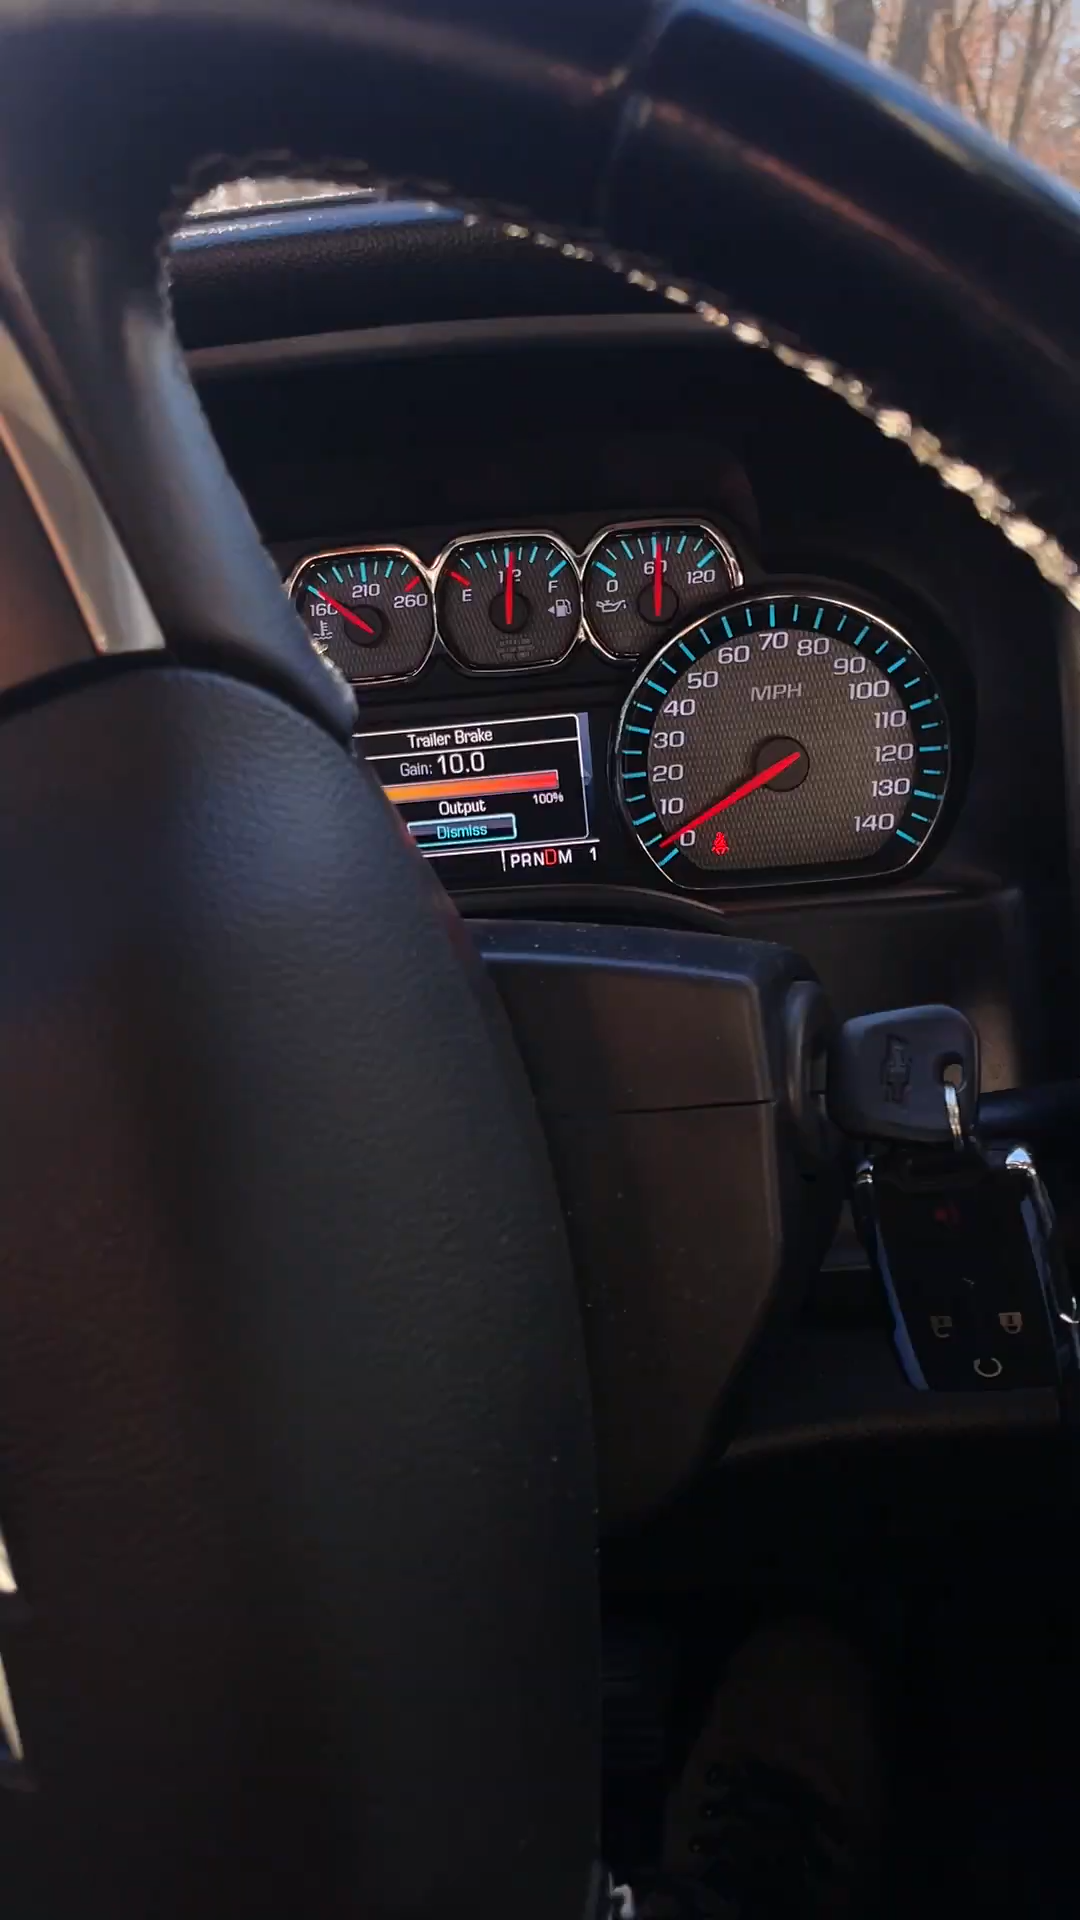 160 210 260
E 1/2 F
0 60 120
Trailer Brake
Gain: 10.0
100%
Output
Dismiss
PRNDM 1
MPH
0 10 20 30 40 50 60 70 80 90 100 110 120 130 140